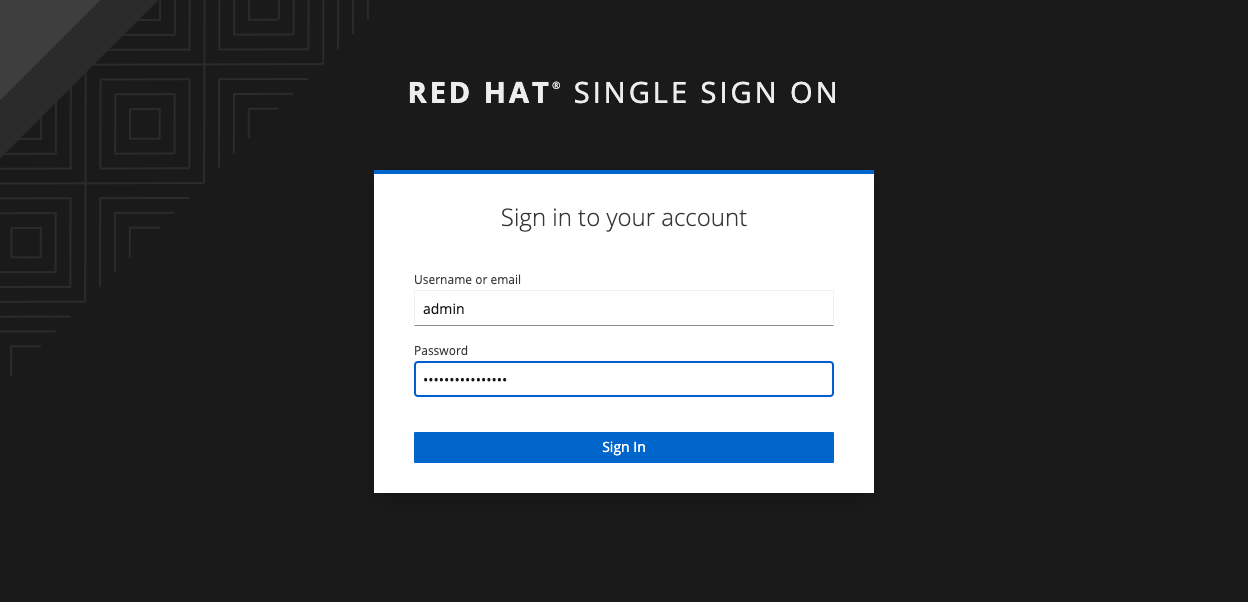 RED HAT® SINGLE SIGN ON
Sign in to your account
Username or email
admin
Password
••••••••••••••••
Sign In